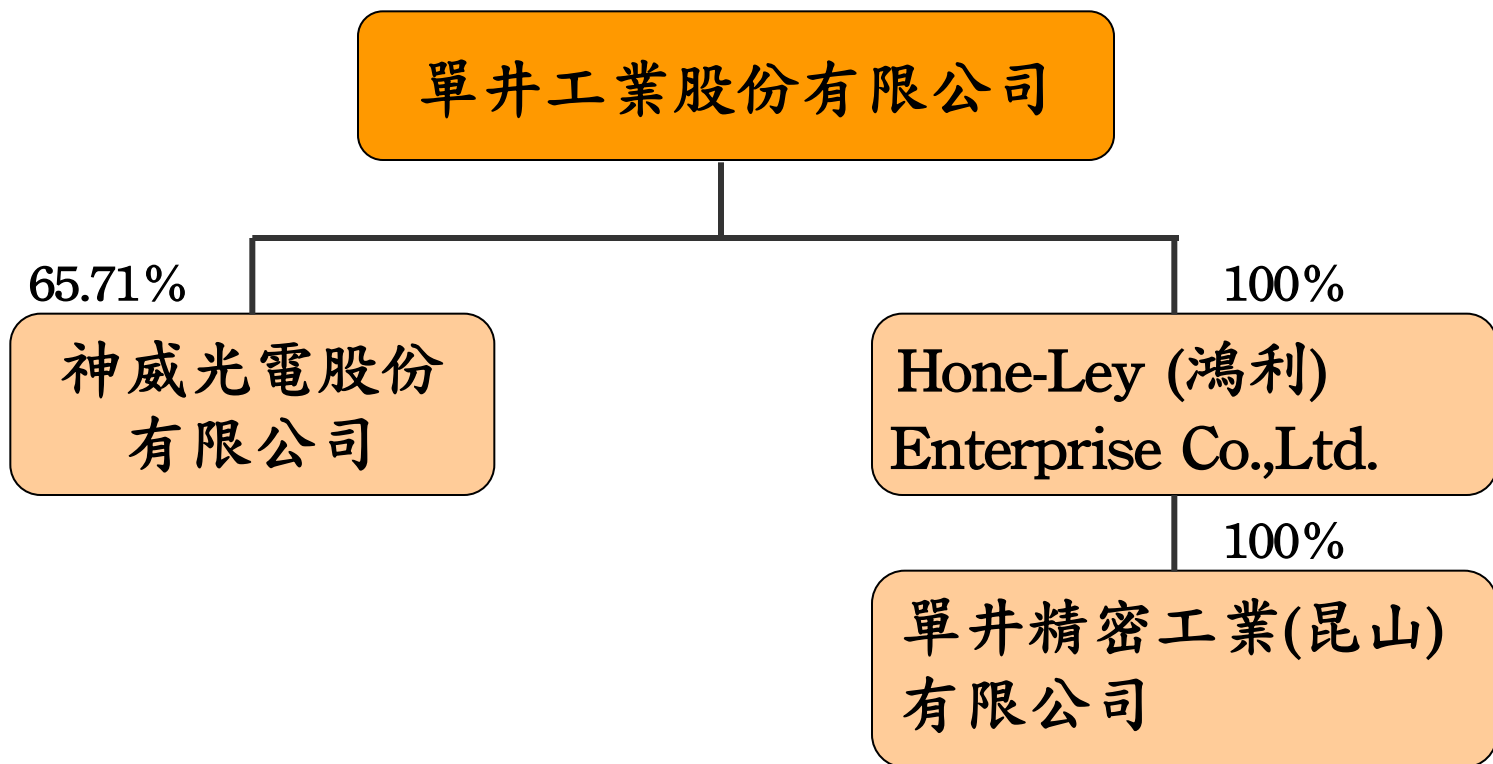 單井工業股份有限公司
65.71%
100%
神威光電股份
有限公司
Hone-Ley (鴻利)
Enterprise Co.,Ltd.
100%
單井精密工業(昆山)
有限公司